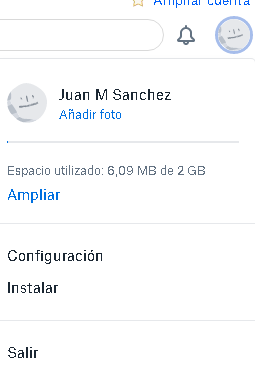 Ampliar cuenta
Juan M Sanchez
Añadir foto
Espacio utilizado: 6,09 MB de 2 GB
Ampliar
Configuración
Instalar
Salir